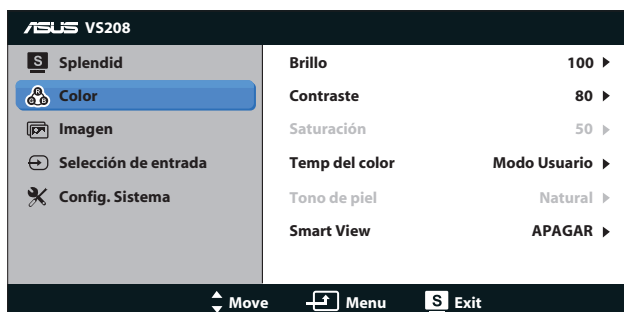 ASUS VS208
S Splendid
Color
Imagen
Selección de entrada
Config. Sistema
Brillo 100
Contraste 80
Saturación 50
Temp del color Modo Usuario
Tono de piel Natural
Smart View APAGAR
Move Menu S Exit